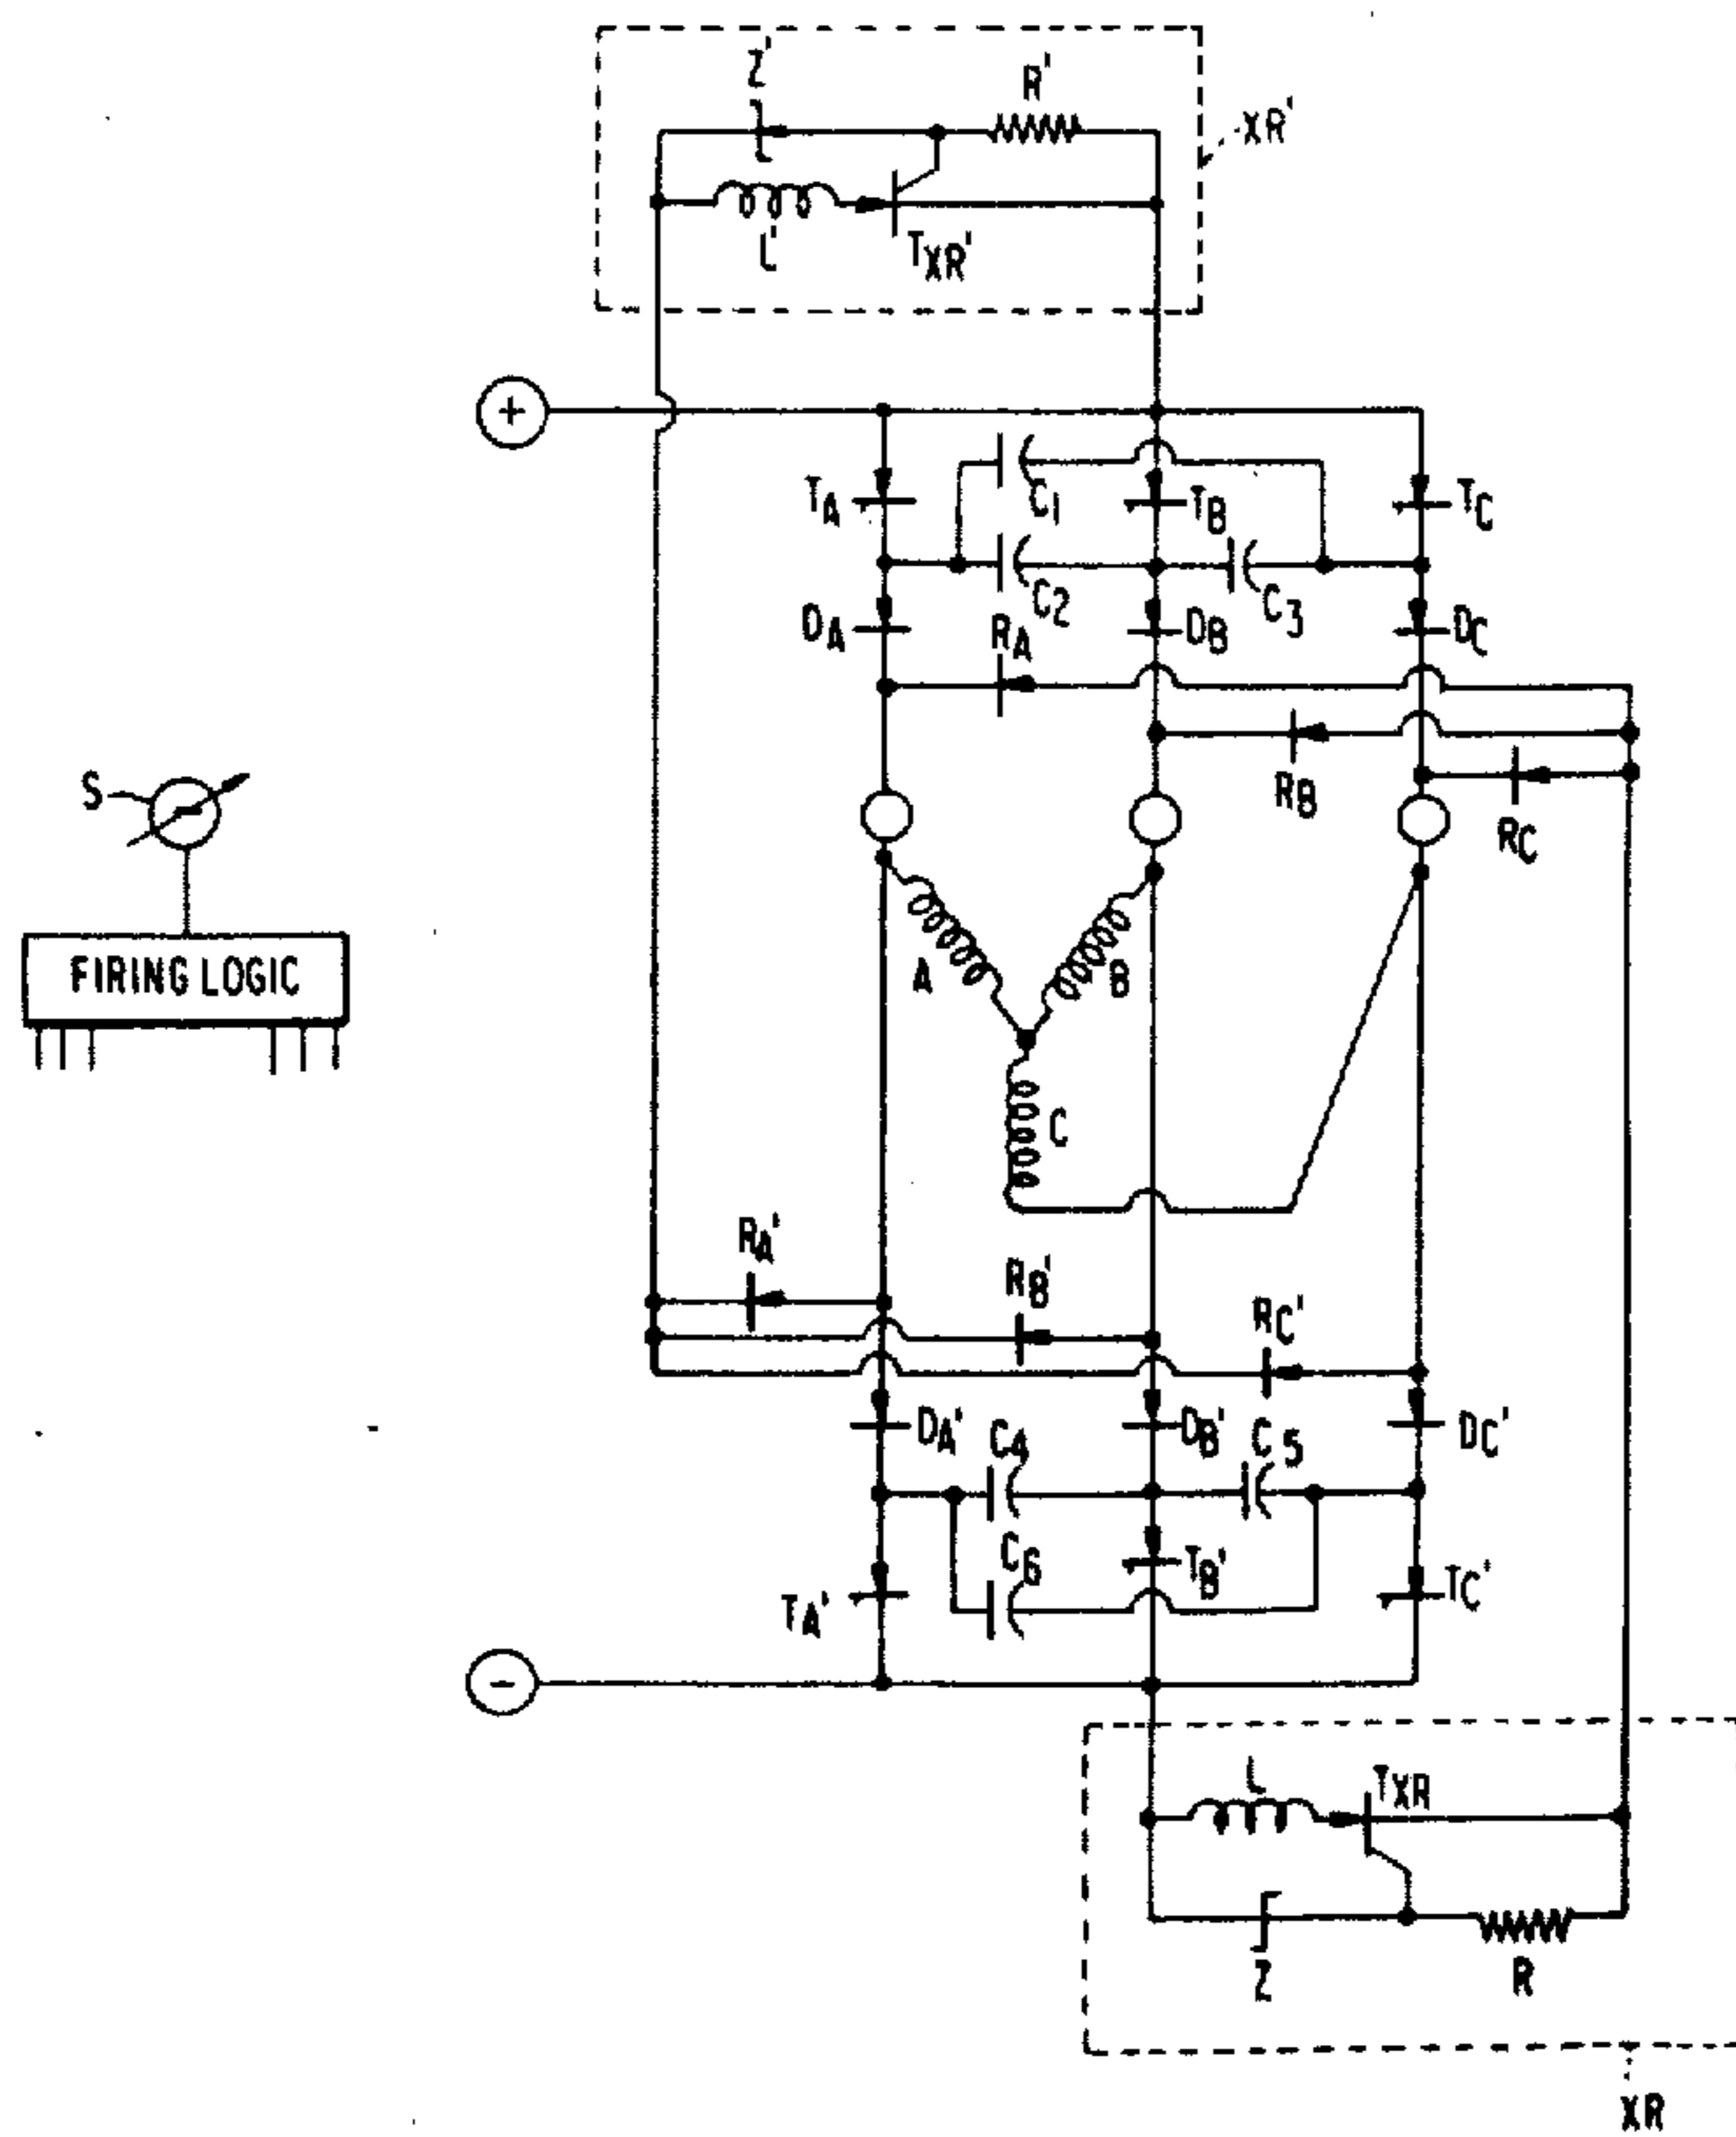 Z'
R'
XR'
L'
TXR'
+
C1
TA
TB
TC
C2
C3
DA
RA
DB
DC
S
RB
RC
FIRING LOGIC
A
B
C
RA'
RB'
RC'
DA'
C4
DB'
C5
DC'
C6
TB'
TA'
TC'
-
L
TXR
Z
R
XR